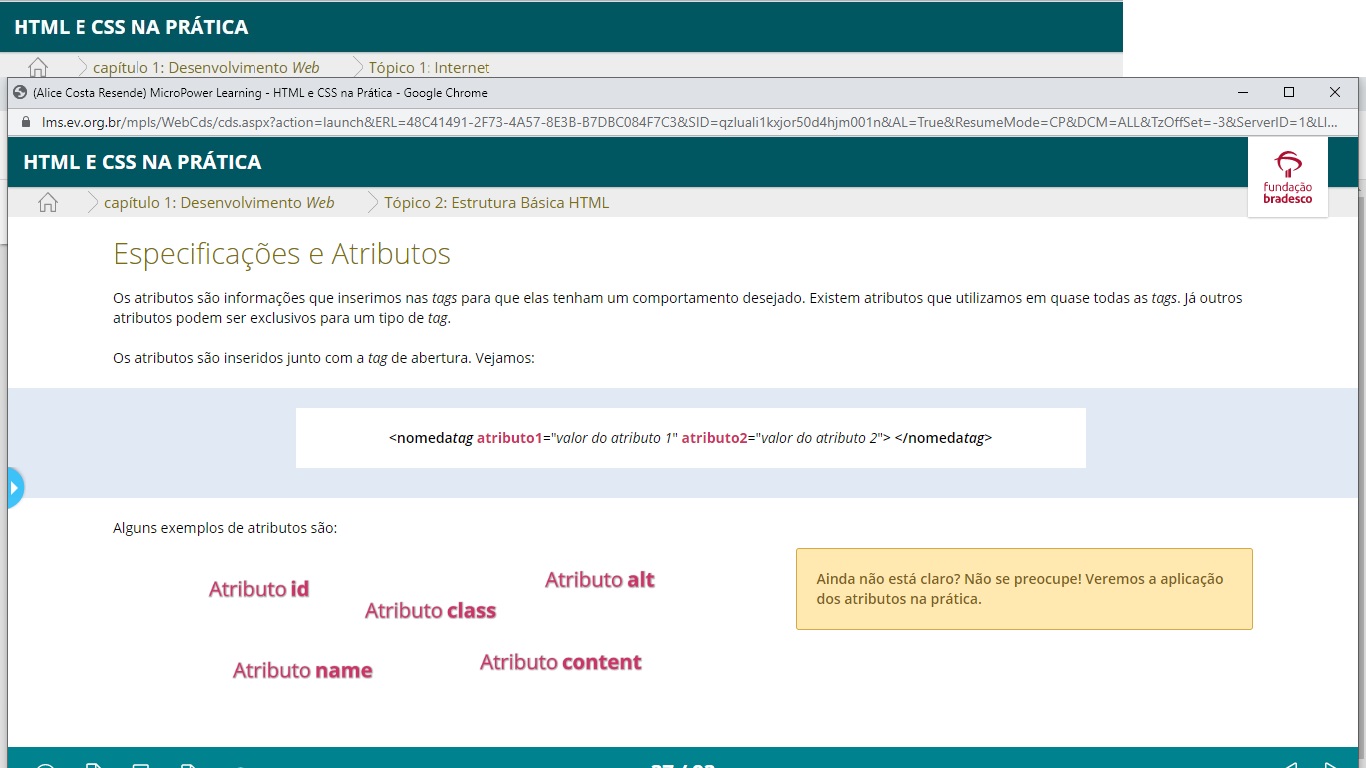 HTML E CSS NA PRÁTICA
capítulo 1: Desenvolvimento Web
Tópico 1: Internet
(Alice Costa Resende) MicroPower Learning - HTML e CSS na Prática - Google Chrome
lms.ev.org.br/mpls/WebCds/cds.aspx?action=launch&ERL=48C41491-2F73-4A57-8E3B-B7DBC084F7C3&SID=qzluali1kxjor50d4hjm001n&AL=True&ResumeMode=CP&DCM=ALL&TzOffSet=-3&ServerID=1&LI...
HTML E CSS NA PRÁTICA
fundação
bradesco
capítulo 1: Desenvolvimento Web
Tópico 2: Estrutura Básica HTML
Especificações e Atributos
Os atributos são informações que inserimos nas tags para que elas tenham um comportamento desejado. Existem atributos que utilizamos em quase todas as tags. Já outros
atributos podem ser exclusivos para um tipo de tag.
Os atributos são inseridos junto com a tag de abertura. Vejamos:
<nomedatag atributo1="valor do atributo 1" atributo2="valor do atributo 2"> </nomedatag>
Alguns exemplos de atributos são:
Atributo id
Atributo alt
Atributo class
Atributo name
Atributo content
Ainda não está claro? Não se preocupe! Veremos a aplicação
dos atributos na prática.